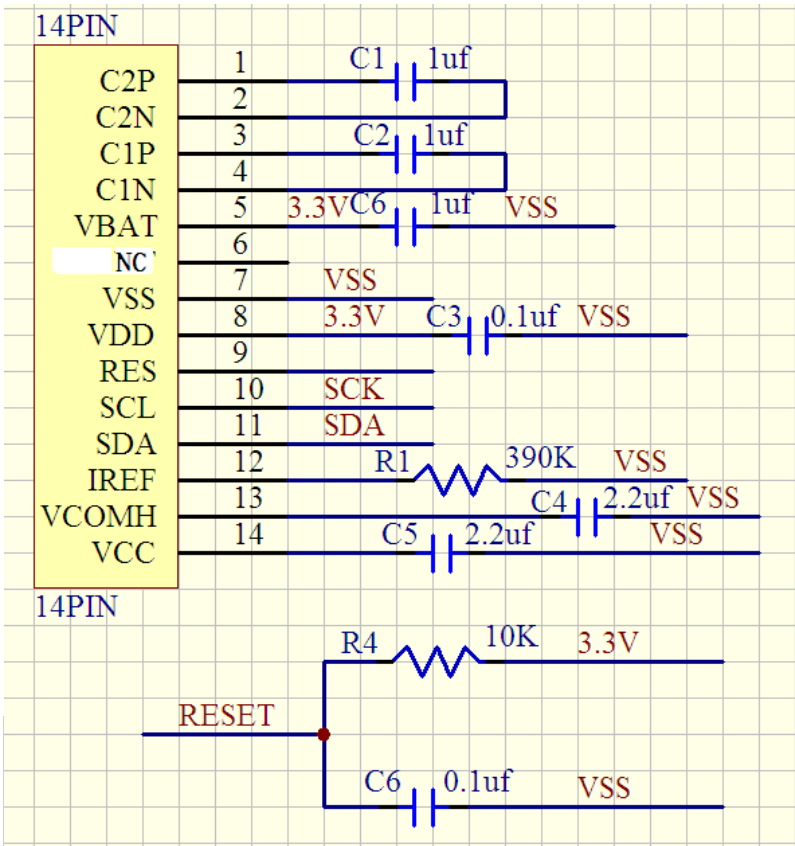 14PIN
C2P 1 C1 1uf
C2N 2
C1P 3 C2 1uf
C1N 4
VBAT 5 3.3V C6 1uf VSS
NC 6
VSS 7 VSS
VDD 8 3.3V C3 0.1uf VSS
RES 9
SCL 10 SCK
SDA 11 SDA
IREF 12 R1 390K VSS
VCOMH 13 C4 2.2uf VSS
VCC 14 C5 2.2uf VSS
14PIN
R4 10K 3.3V
RESET
C6 0.1uf VSS